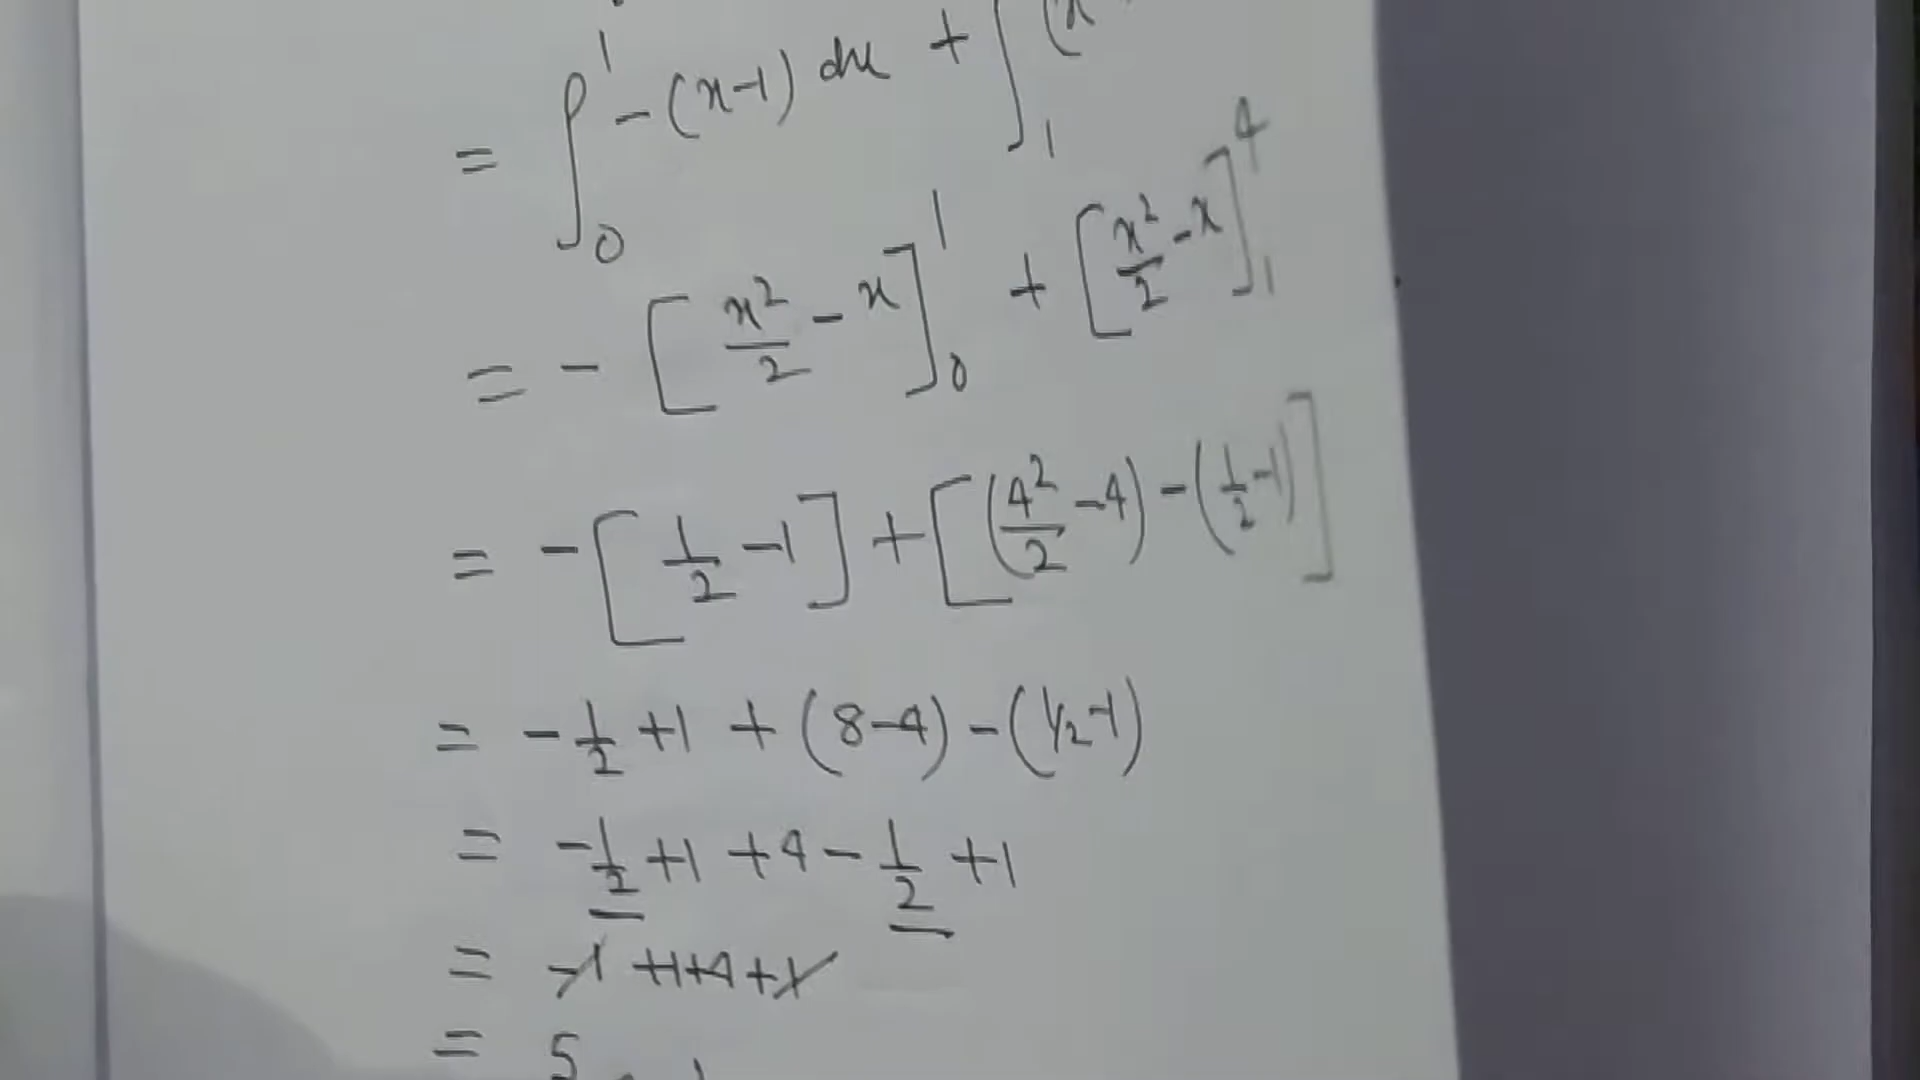 = ∫₀¹ -(x-1) dx + ∫₁ (x
= - [x²/2 - x]₀¹ + [x²/2 - x]₁⁴
= - [1/2 - 1] + [(4²/2 - 4) - (1/2 - 1)]
= - 1/2 + 1 + (8-4) - (1/2 - 1)
= - 1/2 + 1 + 4 - 1/2 + 1
= -1 + 1 + 4 + 1
= 5